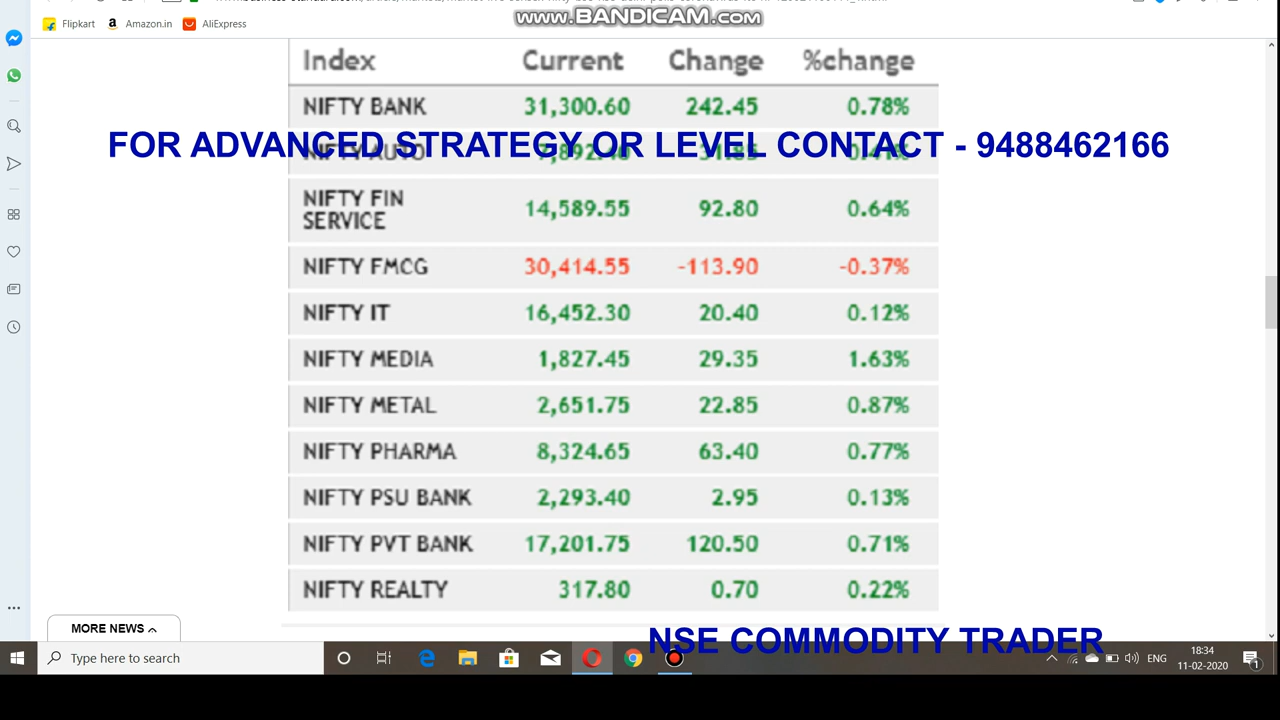 www.BANDICAM.com
Flipkart Amazon.in AliExpress
Index Current Change %change
NIFTY BANK 31,300.60 242.45 0.78%
FOR ADVANCED STRATEGY OR LEVEL CONTACT - 9488462166
NIFTY AUTO
NIFTY FIN
SERVICE 14,589.55 92.80 0.64%
NIFTY FMCG 30,414.55 -113.90 -0.37%
NIFTY IT 16,452.30 20.40 0.12%
NIFTY MEDIA 1,827.45 29.35 1.63%
NIFTY METAL 2,651.75 22.85 0.87%
NIFTY PHARMA 8,324.65 63.40 0.77%
NIFTY PSU BANK 2,293.40 2.95 0.13%
NIFTY PVT BANK 17,201.75 120.50 0.71%
NIFTY REALTY 317.80 0.70 0.22%
MORE NEWS
NSE COMMODITY TRADER
Type here to search
ENG
18:34
11-02-2020
1